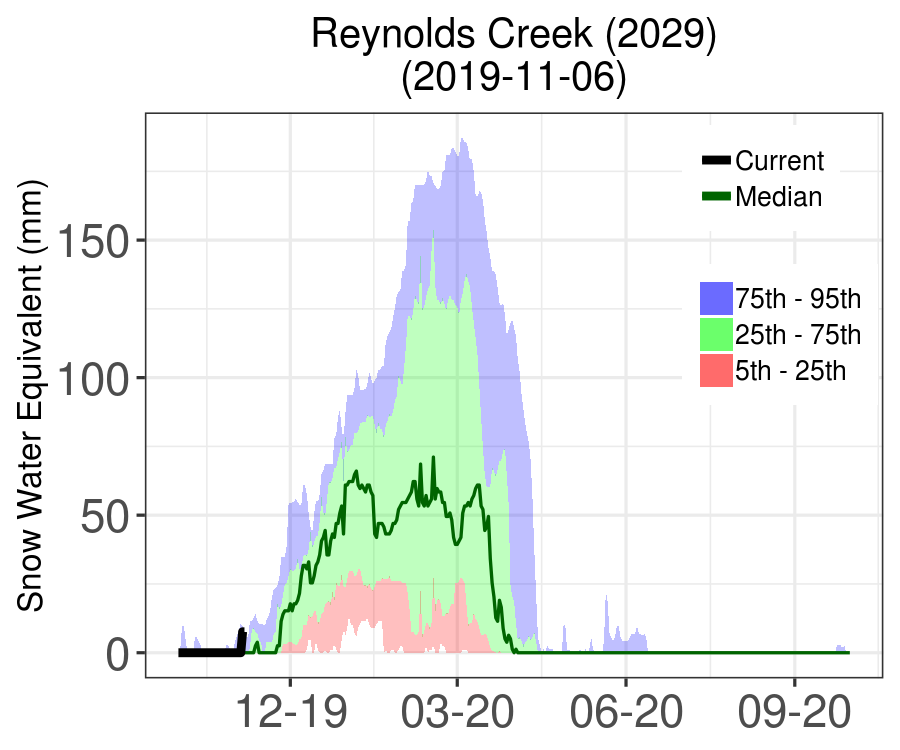 Reynolds Creek (2029)
(2019-11-06)
Snow Water Equivalent (mm)
150
100
50
0
12-19 03-20 06-20 09-20
Current
Median
75th - 95th
25th - 75th
5th - 25th